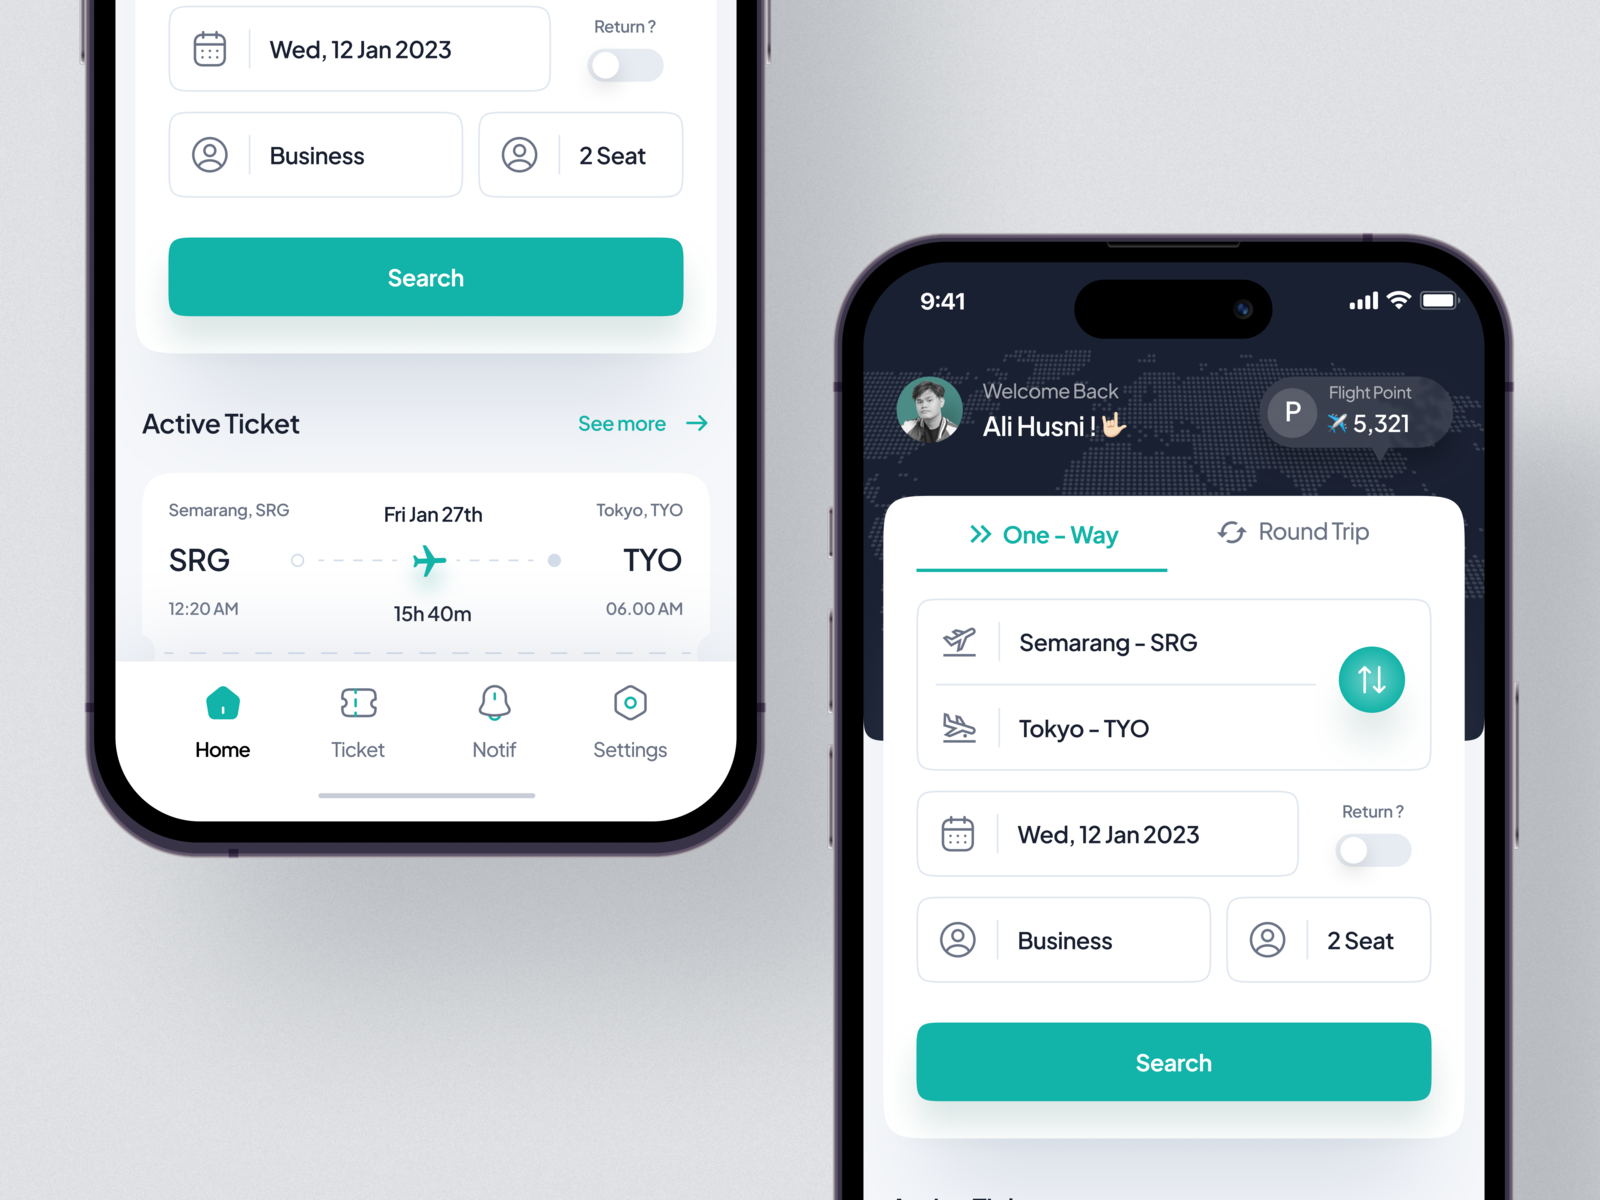 Wed, 12 Jan 2023
Return ?
Business
2 Seat
Search
Active Ticket
See more
Semarang, SRG
Fri Jan 27th
Tokyo, TYO
SRG
TYO
12:20 AM
15h 40m
06.00 AM
Home
Ticket
Notif
Settings
9:41
Welcome Back
Ali Husni !
P
Flight Point
5,321
One - Way
Round Trip
Semarang - SRG
Tokyo - TYO
Wed, 12 Jan 2023
Return ?
Business
2 Seat
Search